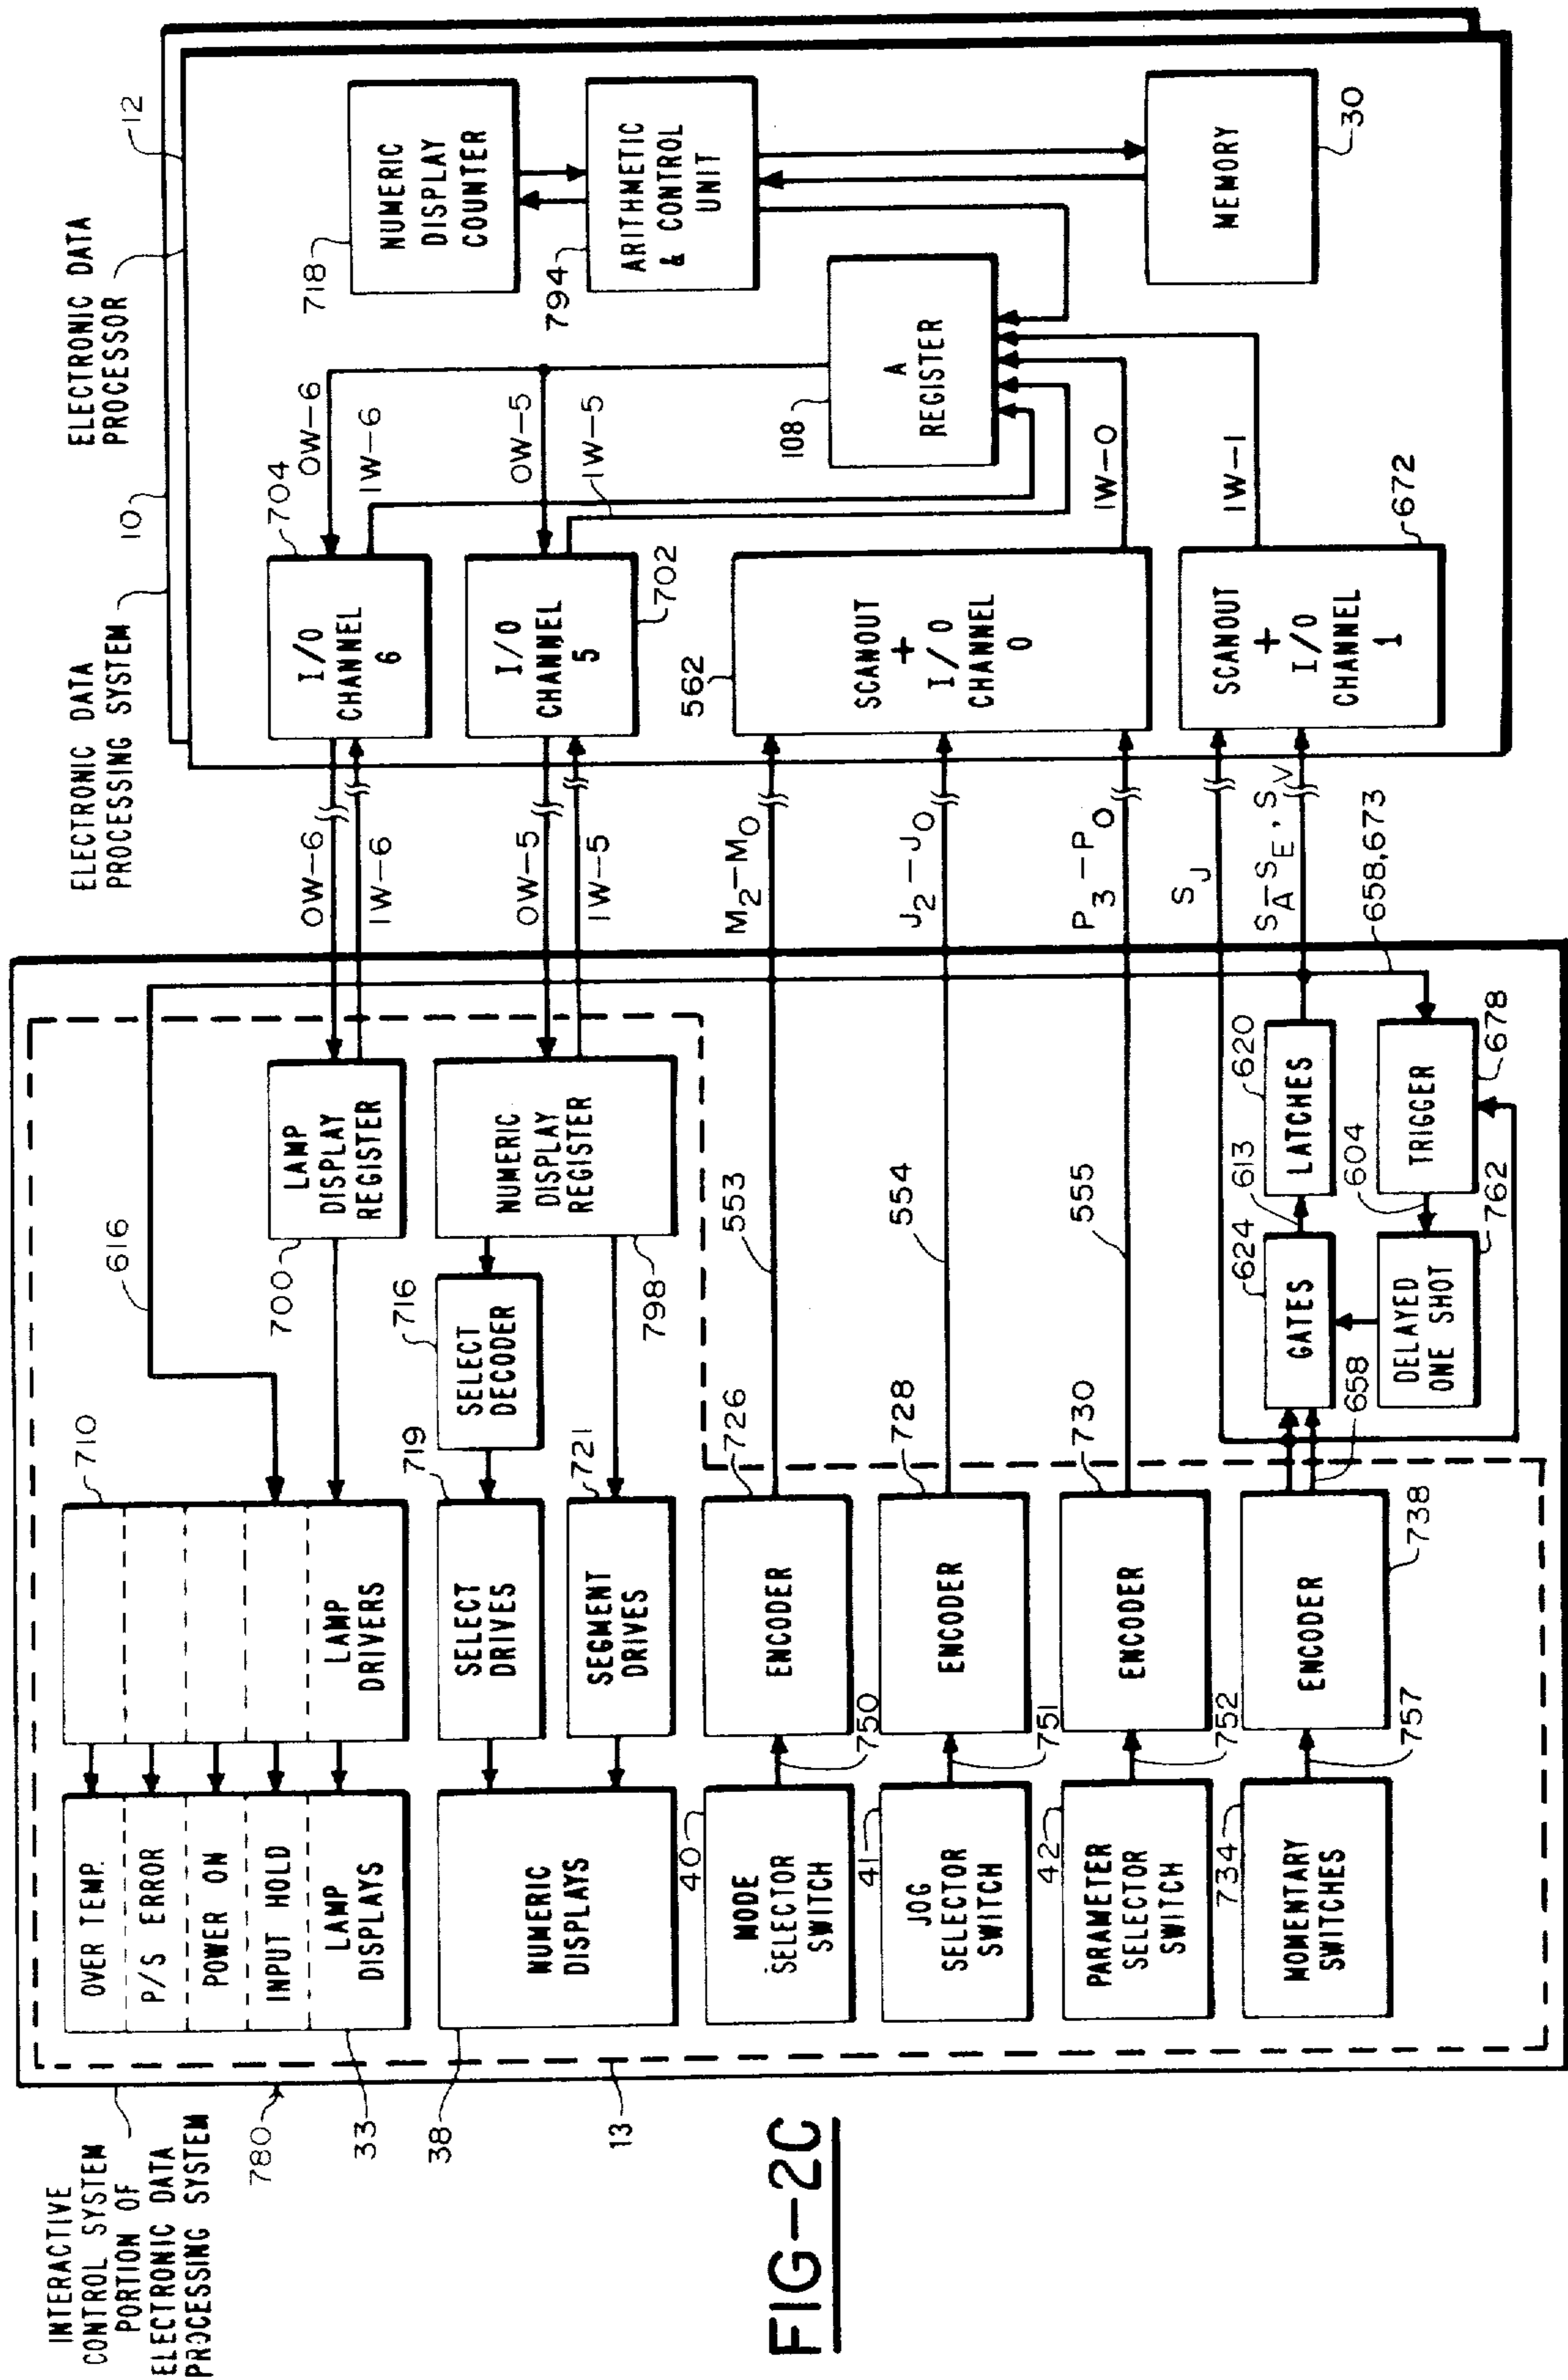 INTERACTIVE
CONTROL SYSTEM
PORTION OF
ELECTRONIC DATA
PROCESSING SYSTEM
780
33
38
13
OVER TEMP.
P/S ERROR
POWER ON
INPUT HOLD
LAMP
DISPLAYS
710
LAMP
DRIVERS
616
700
LAMP
DISPLAY
REGISTER
NUMERIC
DISPLAYS
719
SELECT
DRIVES
721
SEGMENT
DRIVES
716
SELECT
DECODER
NUMERIC
DISPLAY
REGISTER
798
40
MODE
SELECTOR
SWITCH
750
726
ENCODER
553
41
JOG
SELECTOR
SWITCH
751
728
ENCODER
554
42
PARAMETER
SELECTOR
SWITCH
752
730
ENCODER
555
734
MOMENTARY
SWITCHES
757
ENCODER
738
658
624
GATES
613
LATCHES
620
DELAYED
ONE SHOT
762
604
TRIGGER
678
658,673
OW-6
IW-6
OW-5
IW-5
M2-M0
J2-J0
P3-P0
SJ
SA-SE, SV
ELECTRONIC DATA
PROCESSING SYSTEM
10
ELECTRONIC DATA
PROCESSOR
12
I/O
CHANNEL
6
704
OW-6
IW-6
I/O
CHANNEL
5
702
OW-5
IW-5
562
SCANOUT
+
I/O
CHANNEL
0
IW-0
SCANOUT
+
I/O
CHANNEL
1
672
IW-1
108
A
REGISTER
718
NUMERIC
DISPLAY
COUNTER
794
ARITHMETIC
& CONTROL
UNIT
MEMORY
30
FIG-2C